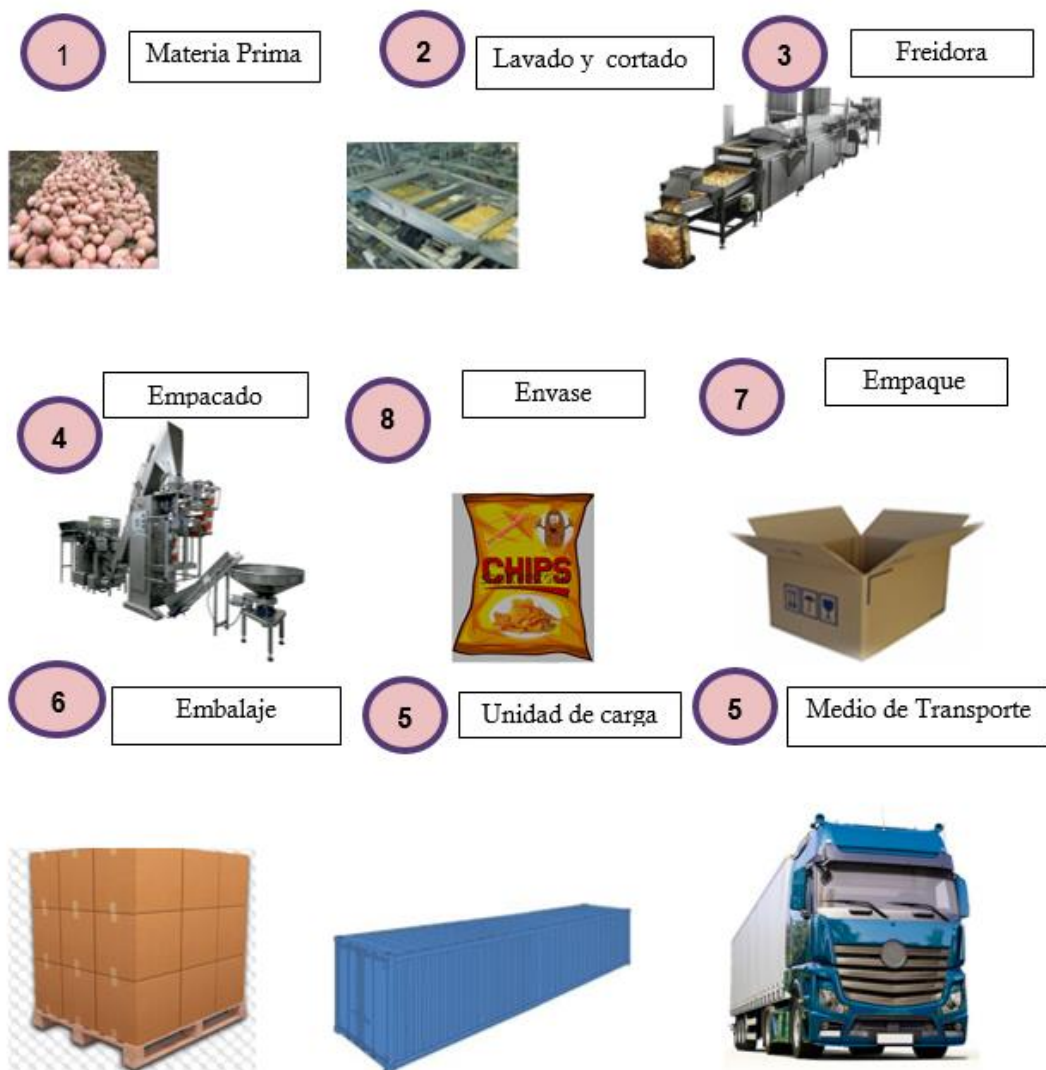 1 Materia Prima
2 Lavado y cortado
3 Freidora
4 Empacado
8 Envase
7 Empaque
CHIPS
6 Embalaje
5 Unidad de carga
5 Medio de Transporte